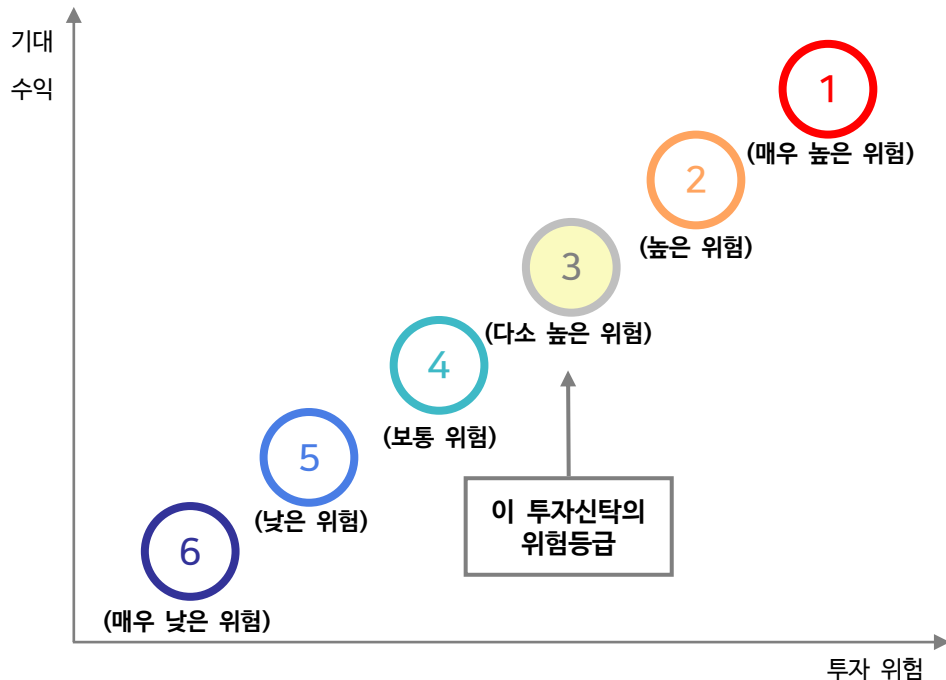 기대
수익
1
(매우 높은 위험)
2
(높은 위험)
3
(다소 높은 위험)
4
(보통 위험)
5
(낮은 위험)
이 투자신탁의
위험등급
6
(매우 낮은 위험)
투자 위험